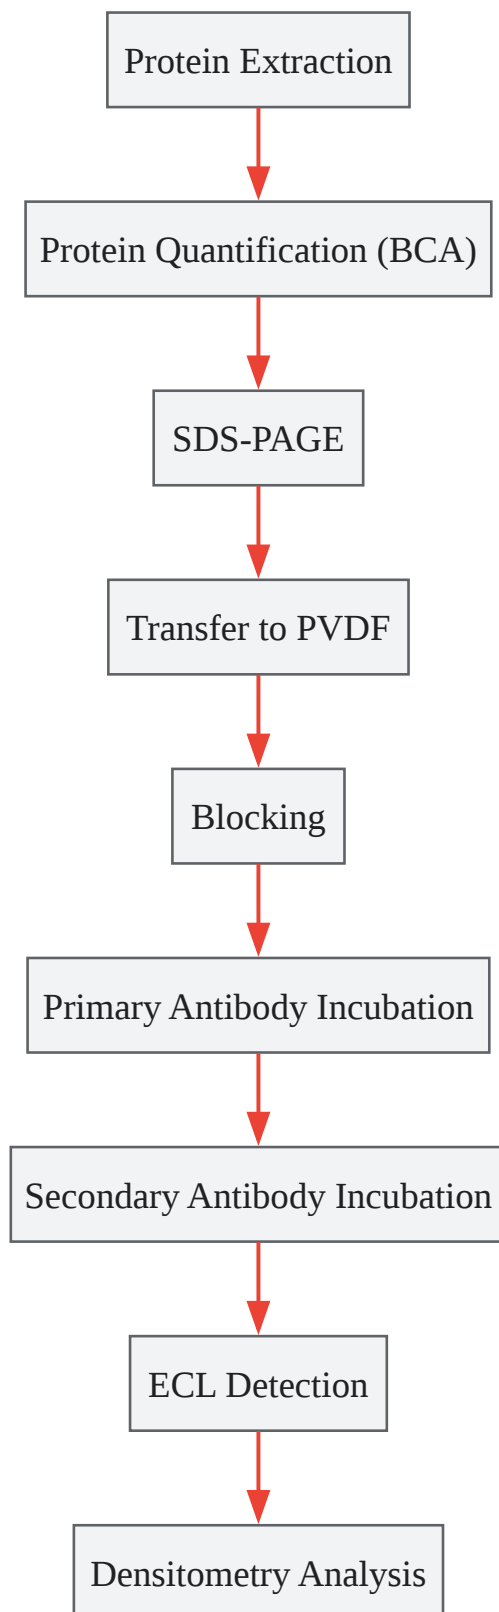 Protein Extraction
Protein Quantification (BCA)
SDS-PAGE
Transfer to PVDF
Blocking
Primary Antibody Incubation
Secondary Antibody Incubation
ECL Detection
Densitometry Analysis